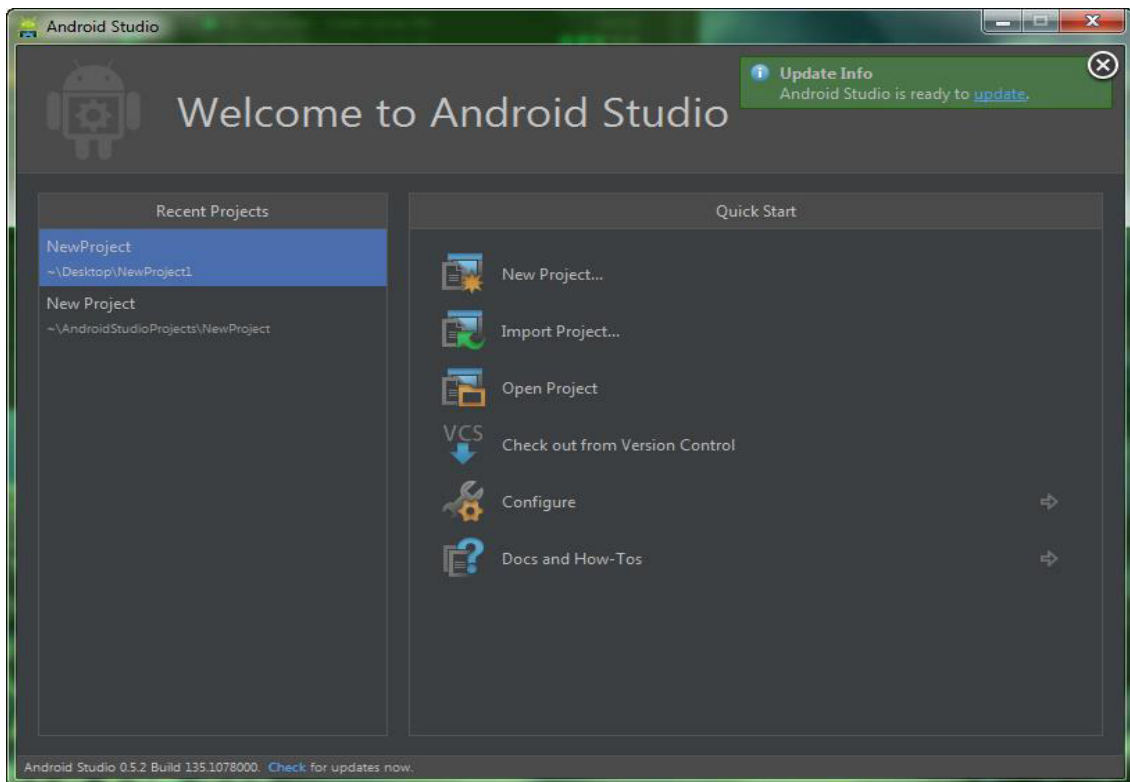 Android Studio
Update Info
Android Studio is ready to update.
Welcome to Android Studio
Recent Projects
NewProject
~\Desktop\NewProject1
New Project
~\AndroidStudioProjects\NewProject
Quick Start
New Project...
Import Project...
Open Project
VCS
Check out from Version Control
Configure
Docs and How-Tos
Android Studio 0.5.2 Build 135.1078000. Check for updates now.